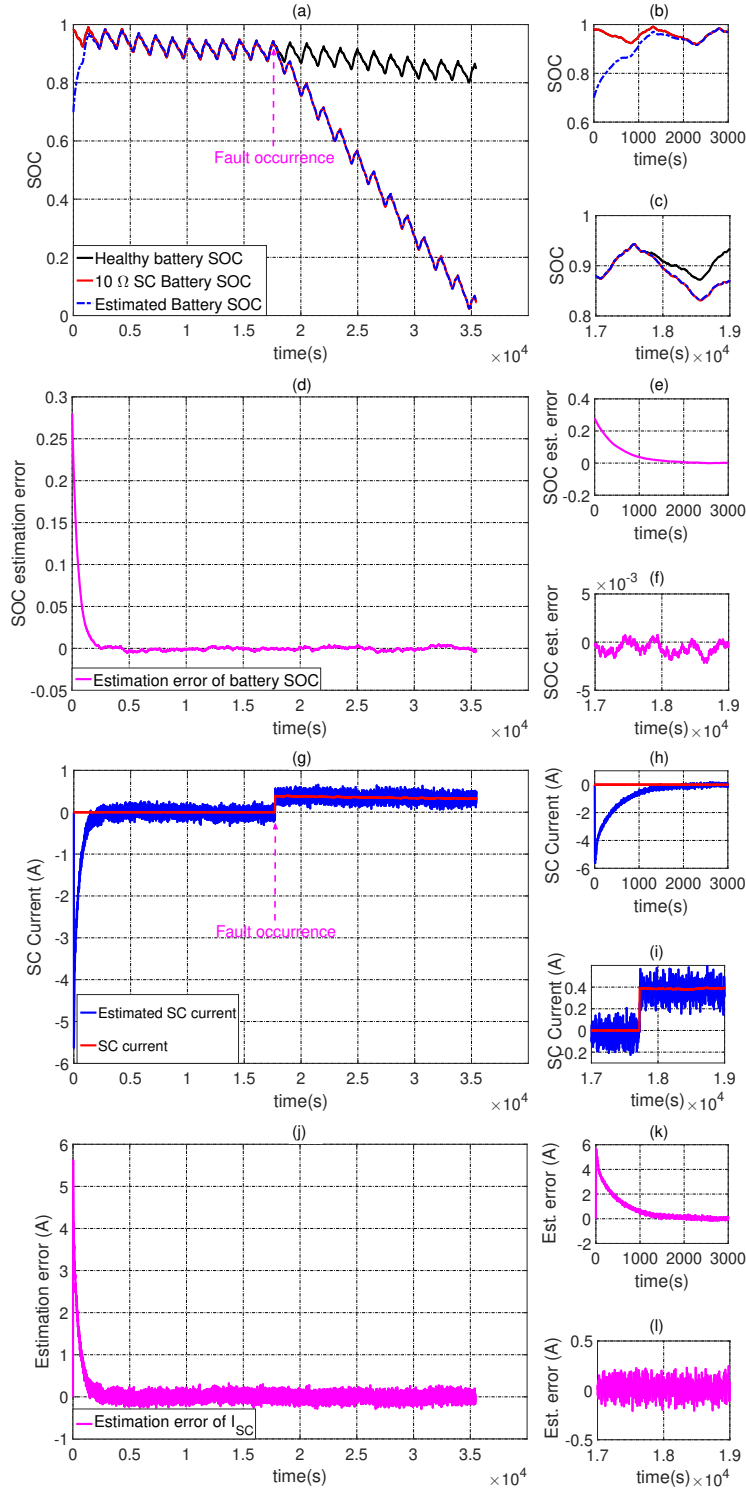 (a)
1
0.8
0.6
0.4
0.2
0
SOC
Fault occurrence
Healthy battery SOC
10 Ω SC Battery SOC
Estimated Battery SOC
0 0.5 1 1.5 2 2.5 3 3.5 4
time(s)
×10^4
(b)
1
0.8
0.6
SOC
0 1000 2000 3000
time(s)
(c)
1
0.9
0.8
SOC
1.7 1.8 1.9
time(s)
×10^4
(d)
0.3
0.25
0.2
0.15
0.1
0.05
0
-0.05
SOC estimation error
Estimation error of battery SOC
0 0.5 1 1.5 2 2.5 3 3.5 4
time(s)
×10^4
(e)
0.4
0.2
0
-0.2
SOC est. error
0 1000 2000 3000
time(s)
(f)
×10^-3
5
0
-5
SOC est. error
1.7 1.8 1.9
time(s)
×10^4
(g)
1
0
-1
-2
-3
-4
-5
-6
SC Current (A)
Fault occurrence
Estimated SC current
SC current
0 0.5 1 1.5 2 2.5 3 3.5 4
time(s)
×10^4
(h)
0
-2
-4
-6
SC Current (A)
0 1000 2000 3000
time(s)
(i)
0.4
0.2
0
-0.2
SC Current (A)
1.7 1.8 1.9
time(s)
×10^4
(j)
6
5
4
3
2
1
0
-1
Estimation error (A)
Estimation error of I_SC
0 0.5 1 1.5 2 2.5 3 3.5 4
time(s)
×10^4
(k)
6
4
2
0
-2
Est. error (A)
0 1000 2000 3000
time(s)
(l)
0.5
0
-0.5
Est. error (A)
1.7 1.8 1.9
time(s)
×10^4